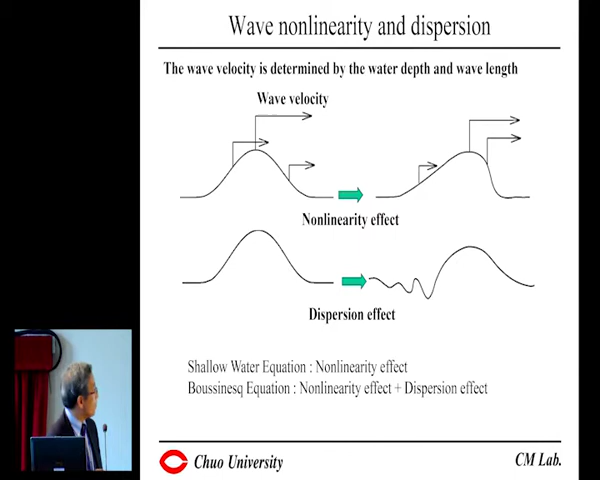 Wave nonlinearity and dispersion
The wave velocity is determined by the water depth and wave length
Wave velocity
Nonlinearity effect
Dispersion effect
Shallow Water Equation : Nonlinearity effect
Boussinesq Equation : Nonlinearity effect + Dispersion effect
Chuo University
CM Lab.